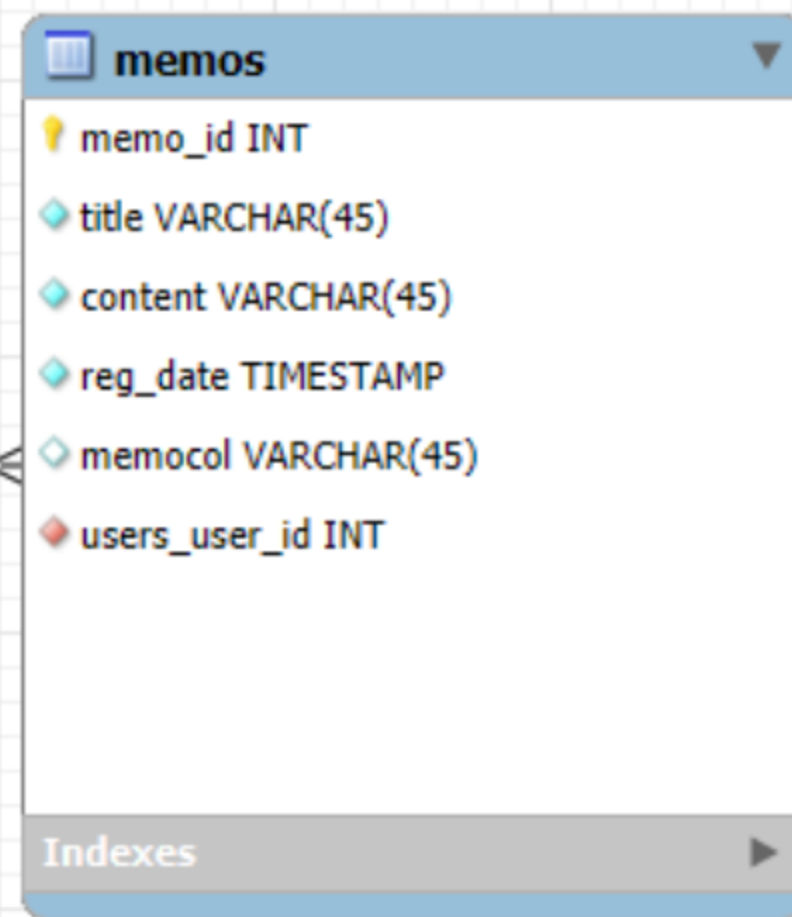 memos
memo_id INT
title VARCHAR(45)
content VARCHAR(45)
reg_date TIMESTAMP
memocol VARCHAR(45)
users_user_id INT
Indexes